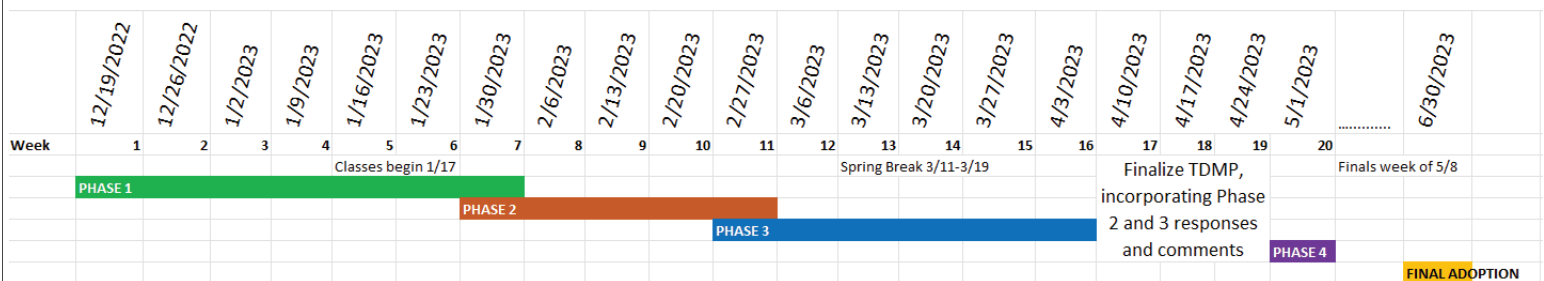 12/19/2022 12/26/2022 1/2/2023 1/9/2023 1/16/2023 1/23/2023 1/30/2023 2/6/2023 2/13/2023 2/20/2023 2/27/2023 3/6/2023 3/13/2023 3/20/2023 3/27/2023 4/3/2023 4/10/2023 4/17/2023 4/24/2023 5/1/2023 ............ 6/30/2023
Week 1 2 3 4 5 6 7 8 9 10 11 12 13 14 15 16 17 18 19 20
Classes begin 1/17 Spring Break 3/11-3/19 Finals week of 5/8
Finalize TDMP,
incorporating Phase
2 and 3 responses
and comments
PHASE 1
PHASE 2
PHASE 3
PHASE 4
FINAL ADOPTION